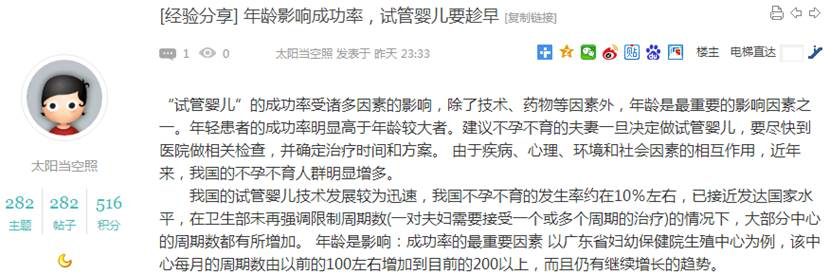 [经验分享] 年龄影响成功率，试管婴儿要趁早 [复制链接]
1 0 太阳当空照 发表于 昨天 23:33 楼主 电梯直达
“试管婴儿”的成功率受诸多因素的影响，除了技术、药物等因素外，年龄是最重要的影响因素之
一。年轻患者的成功率明显高于年龄较大者。建议不孕不育的夫妻一旦决定做试管婴儿，要尽快到
医院做相关检查，并确定治疗时间和方案。 由于疾病、心理、环境和社会因素的相互作用，近年
来，我国的不孕不育人群明显增多。
我国的试管婴儿技术发展较为迅速，我国不孕不育的发生率约在10%左右，已接近发达国家水
平，在卫生部未再强调限制周期数(一对夫妇需要接受一个或多个周期的治疗)的情况下，大部分中心
的周期数都有所增加。 年龄是影响：成功率的最重要因素 以广东省妇幼保健院生殖中心为例，该中
心每月的周期数由以前的100左右增加到目前的200以上，而且仍有继续增长的趋势。
太阳当空照
282 282 516
主题 帖子 积分